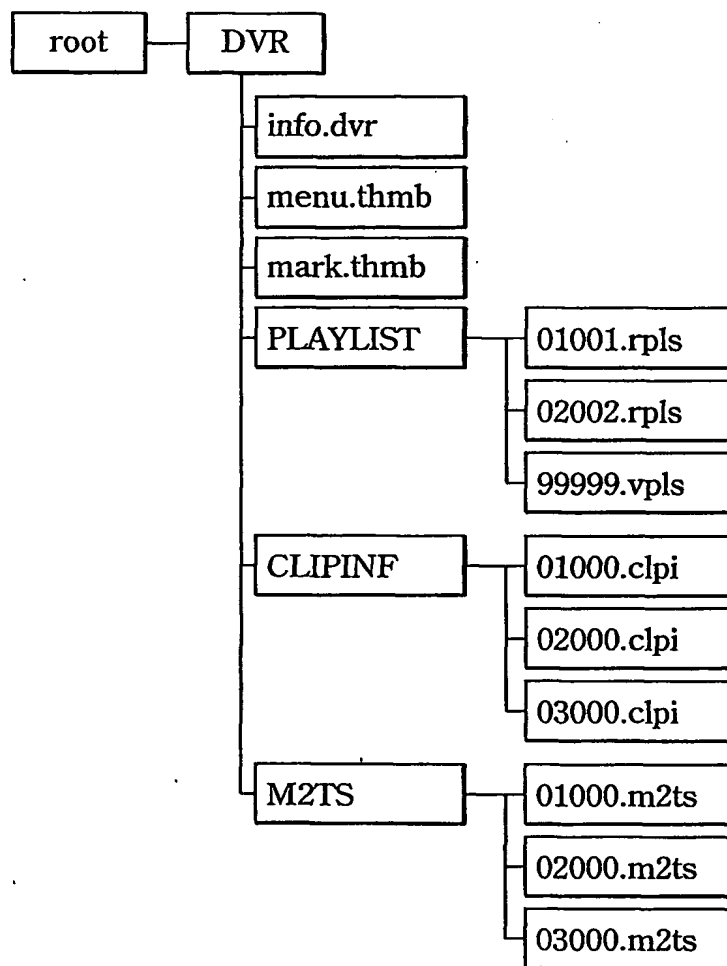 root
DVR
info.dvr
menu.thmb
mark.thmb
PLAYLIST
01001.rpls
02002.rpls
99999.vpls
CLIPINF
01000.clpi
02000.clpi
03000.clpi
M2TS
01000.m2ts
02000.m2ts
03000.m2ts